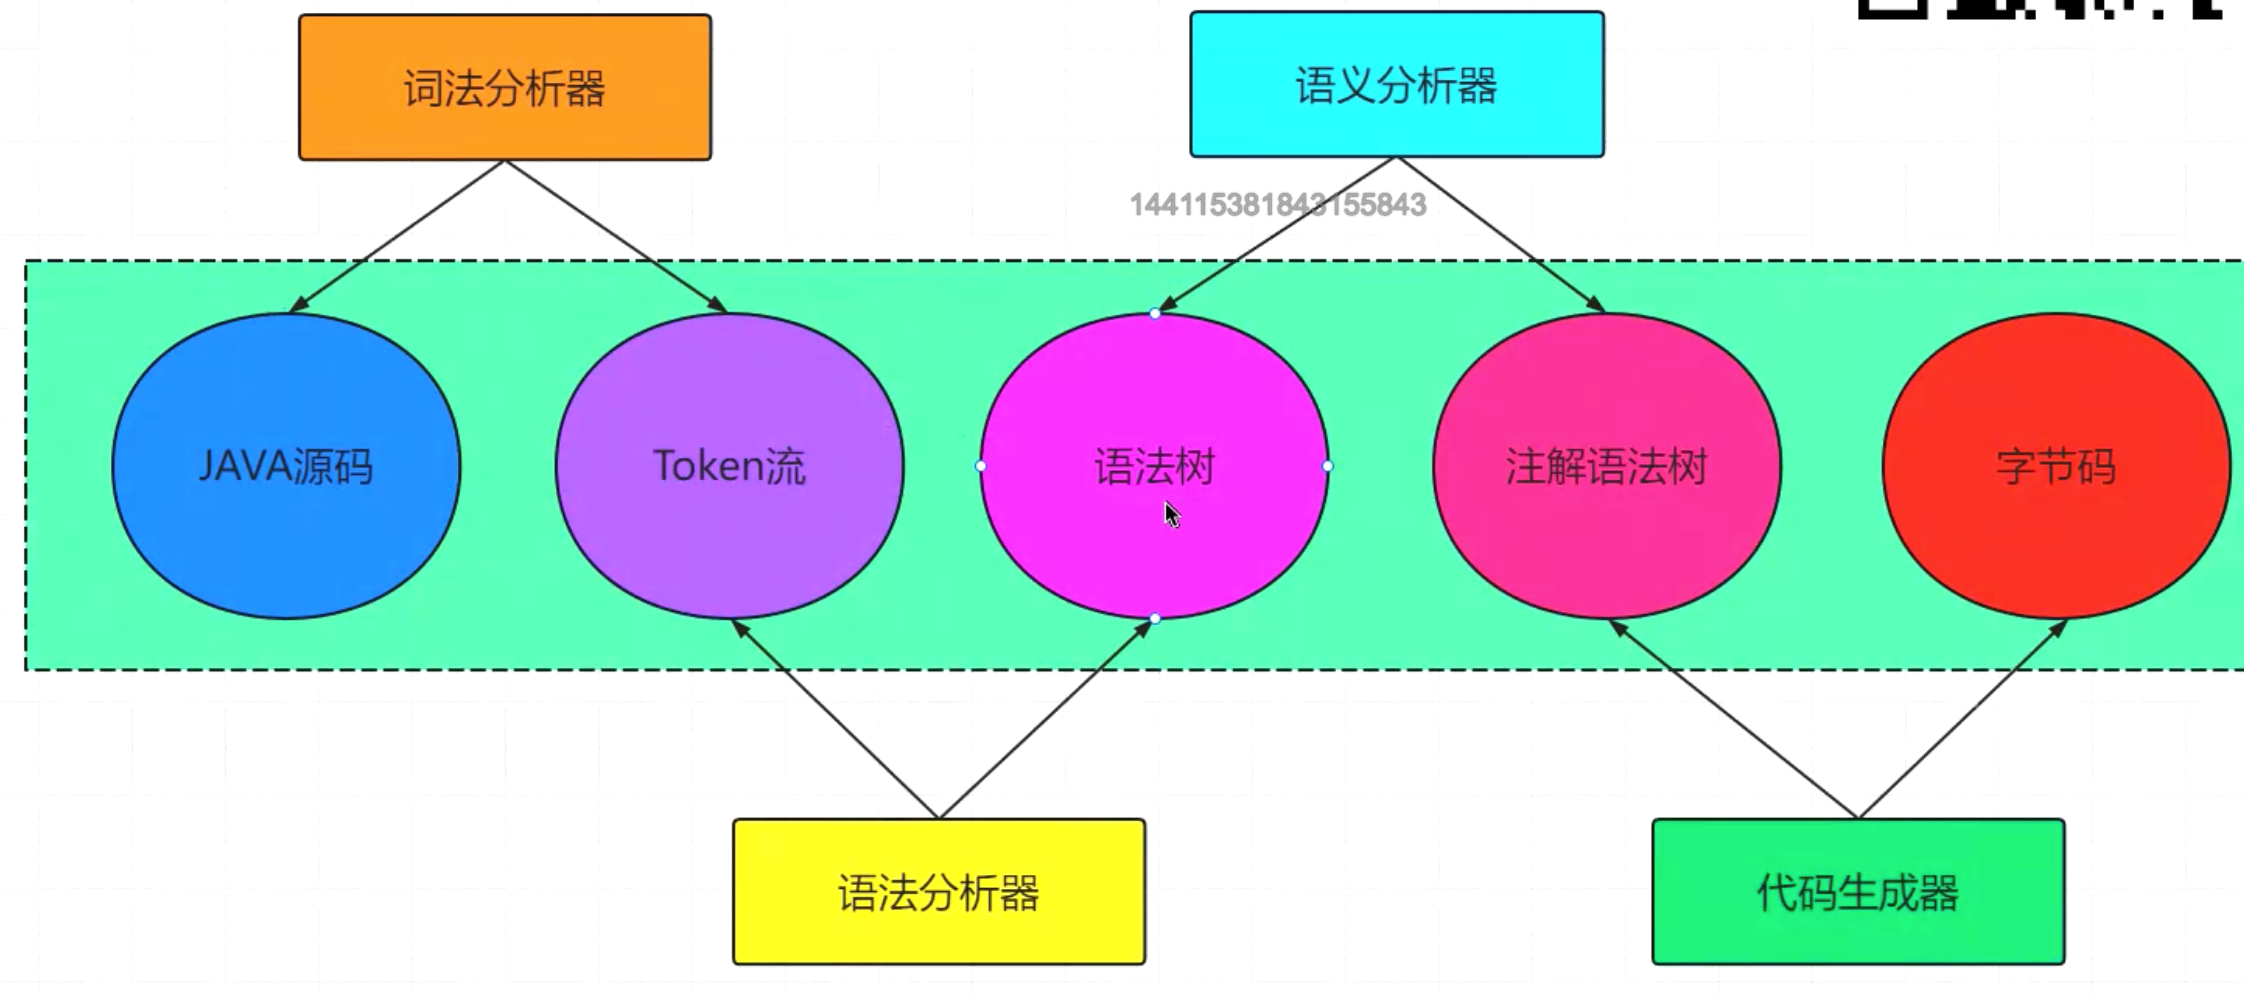 词法分析器
语义分析器
144115381843155843
JAVA源码
Token流
语法树
注解语法树
字节码
语法分析器
代码生成器